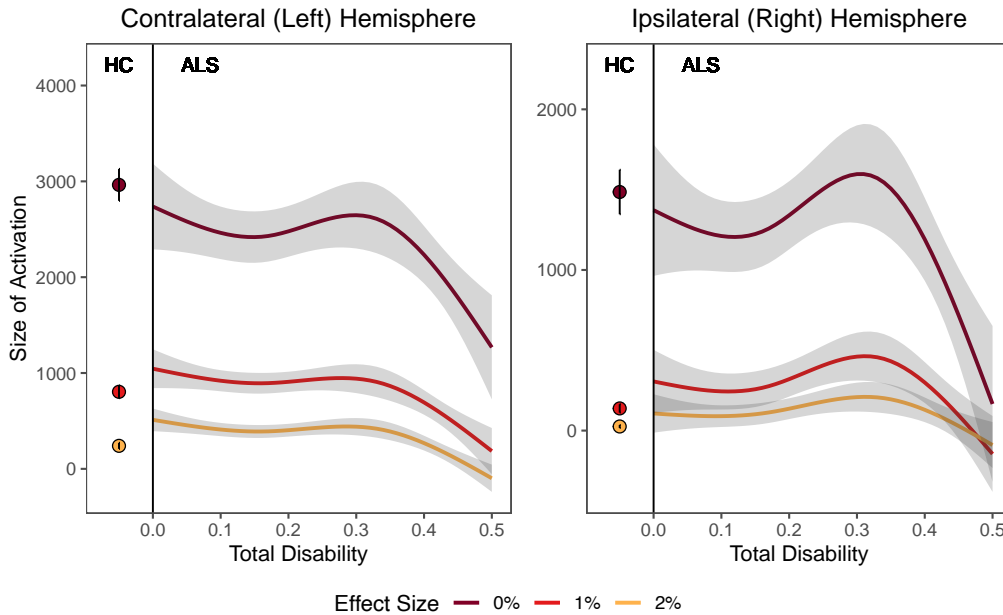 Contralateral (Left) Hemisphere
HC
ALS
Size of Activation
4000
3000
2000
1000
0
0.0 0.1 0.2 0.3 0.4 0.5
Total Disability
Ipsilateral (Right) Hemisphere
HC
ALS
2000
1000
0
0.0 0.1 0.2 0.3 0.4 0.5
Total Disability
Effect Size 0% 1% 2%